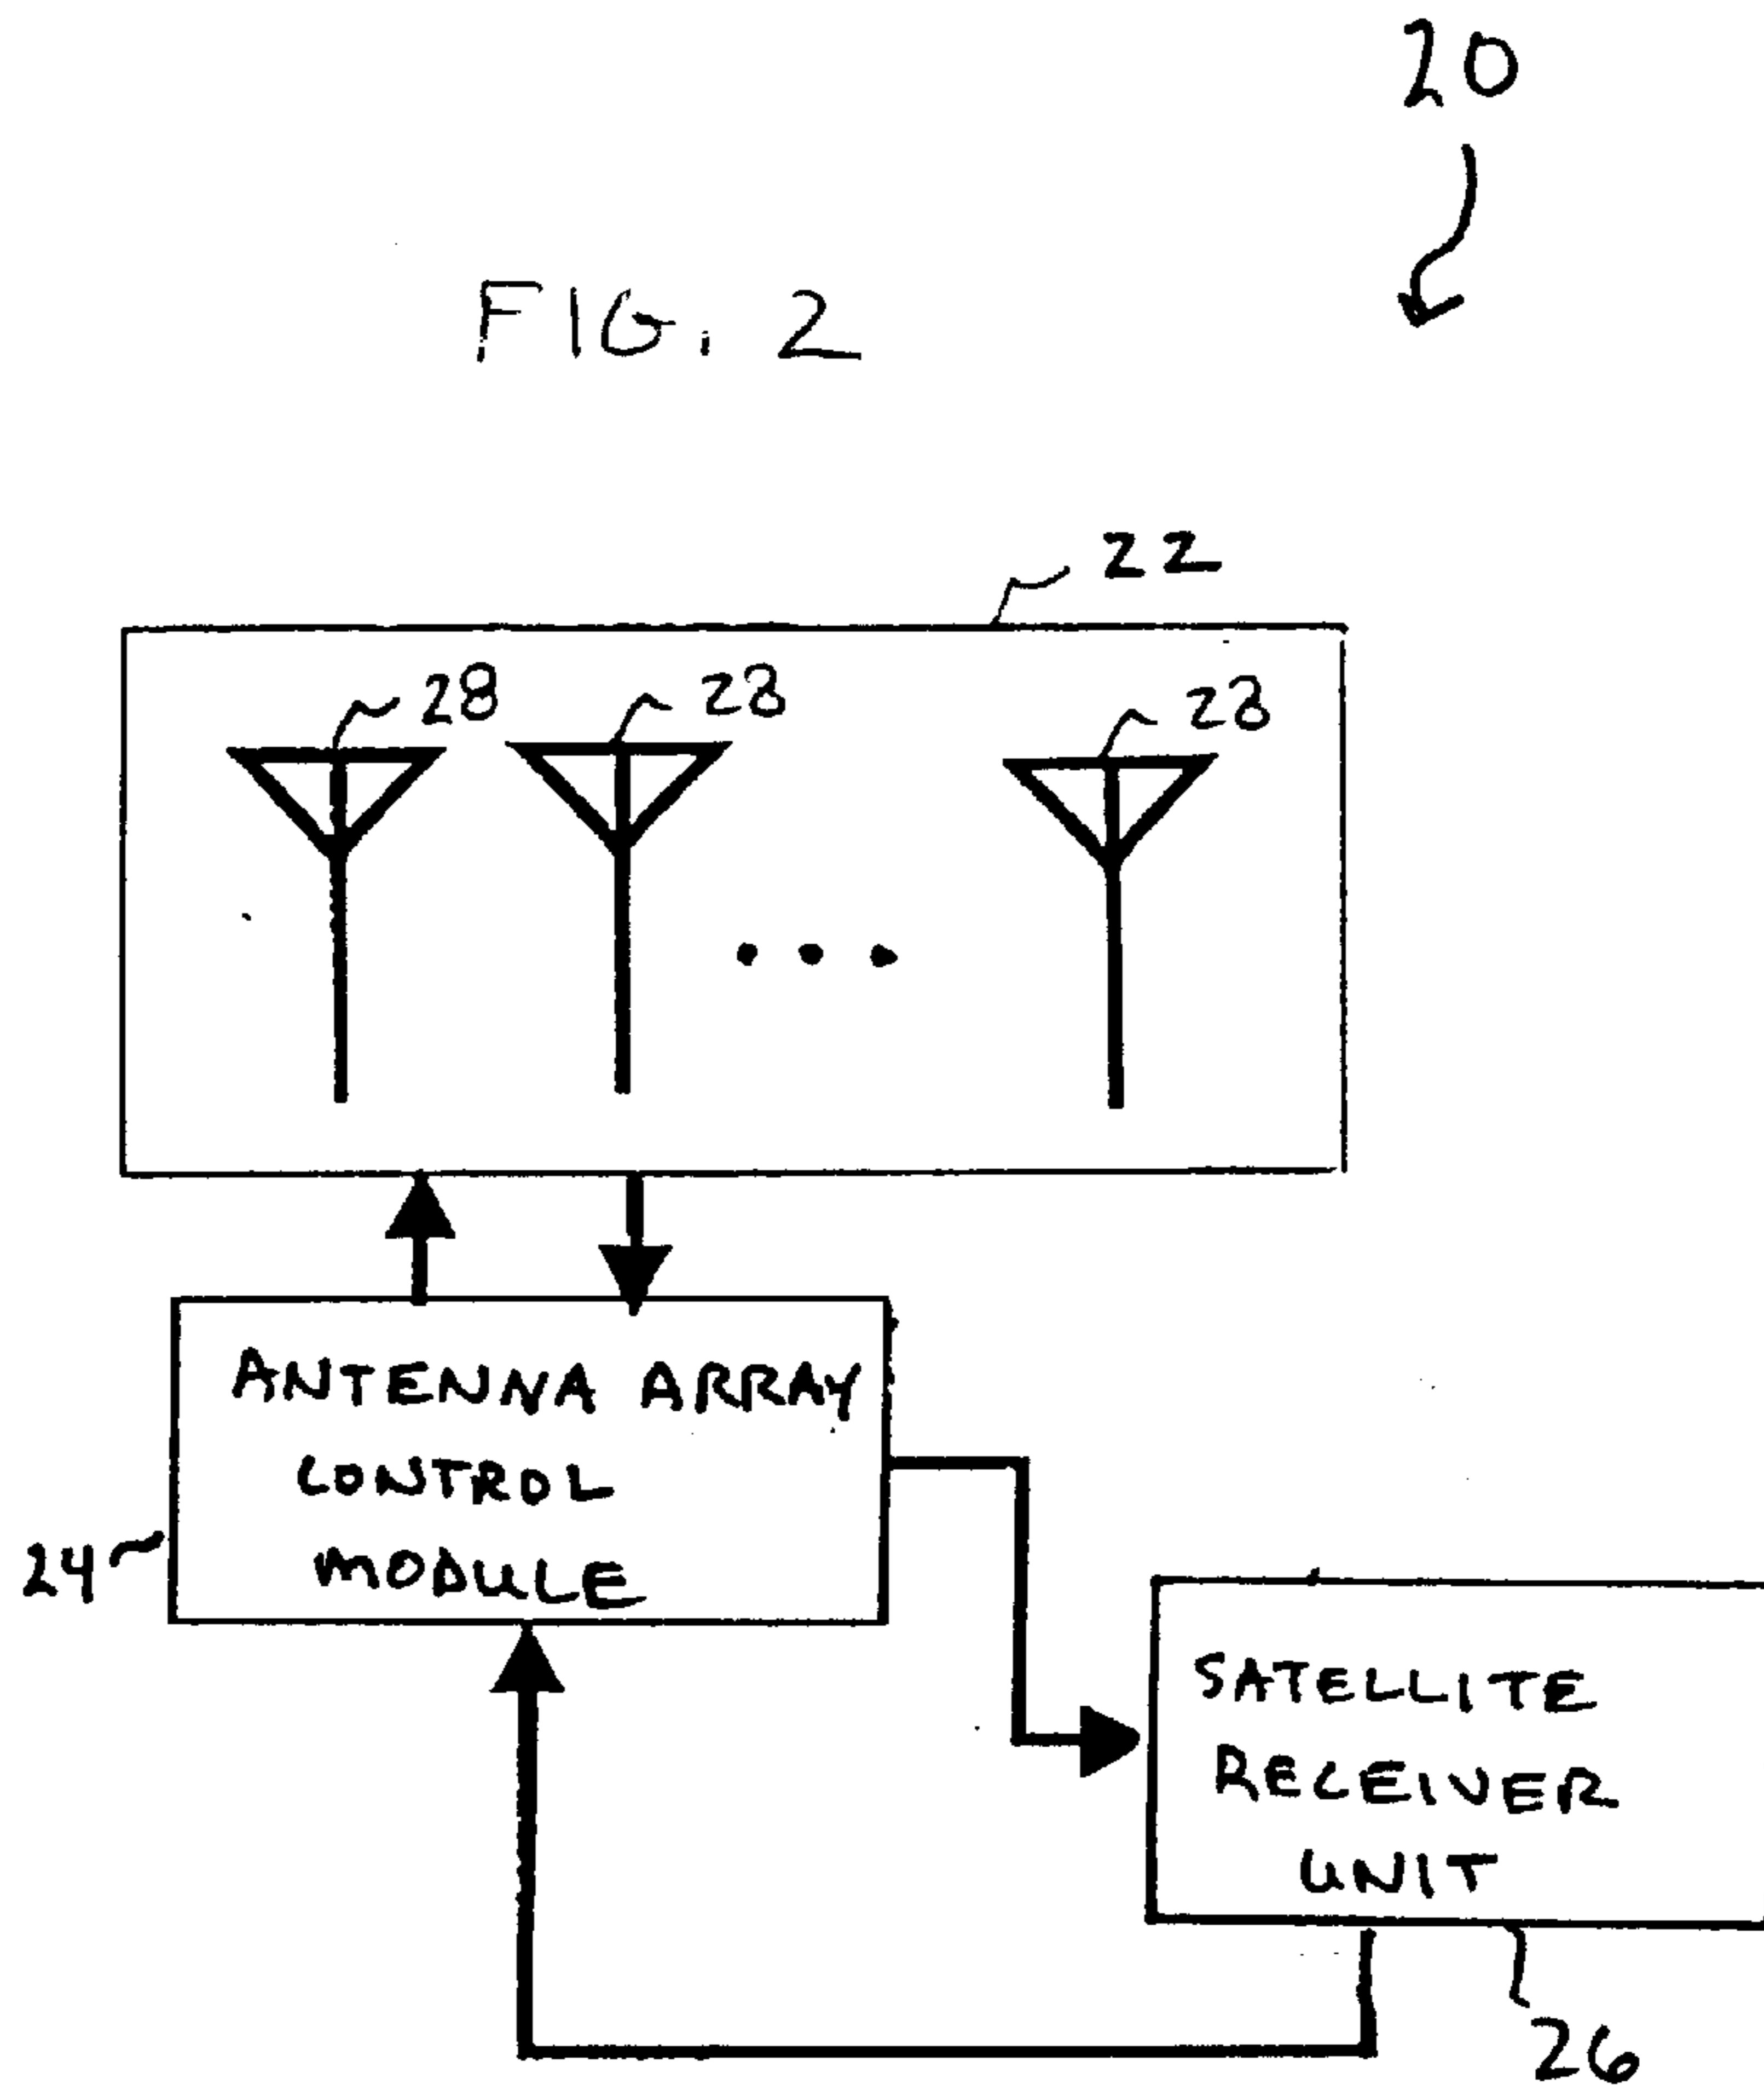 20
FIG. 2
22
28
28
28
ANTENNA ARRAY
CONTROL
MODULE
24
SATELLITE
RECEIVER
UNIT
26